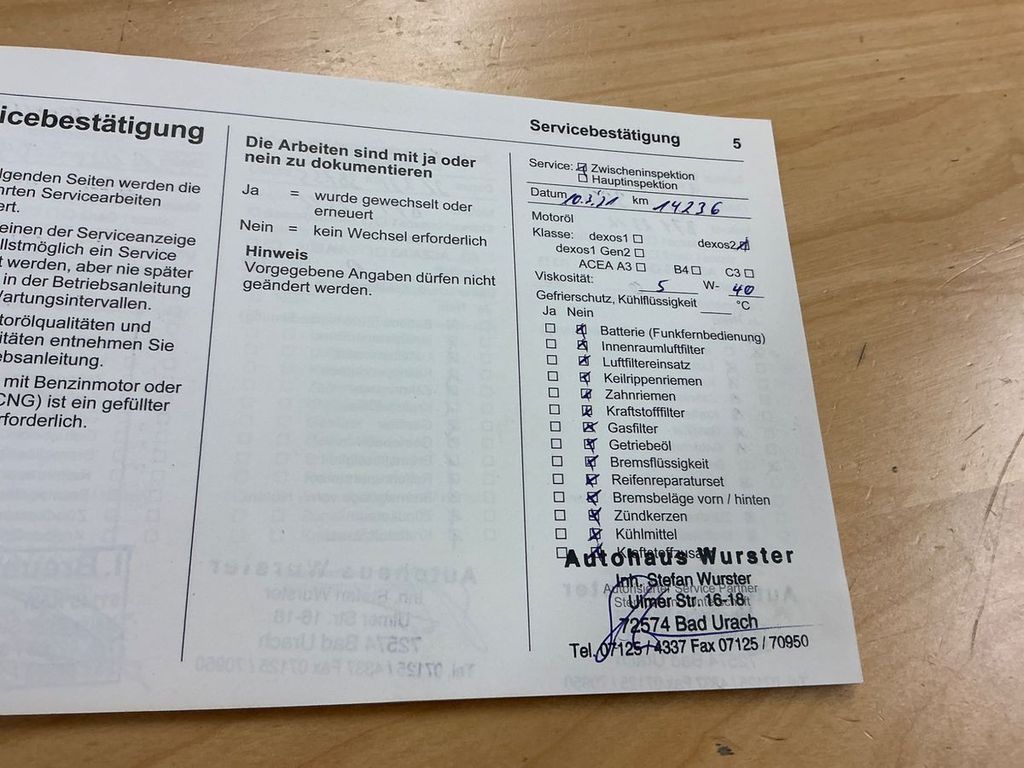 icebestätigung
lgenden Seiten werden die
hrten Servicearbeiten
ert.
einen der Serviceanzeige
llstmöglich ein Service
t werden, aber nie später
in der Betriebsanleitung
Wartungsintervallen.
torölqualitäten und
itäten entnehmen Sie
ebsanleitung.
mit Benzinmotor oder
CNG) ist ein gefüllter
rforderlich.
Die Arbeiten sind mit ja oder
nein zu dokumentieren
Ja = wurde gewechselt oder
erneuert
Nein = kein Wechsel erforderlich
Hinweis
Vorgegebene Angaben dürfen nicht
geändert werden.
Servicebestätigung 5
Service: Zwischeninspektion
Hauptinspektion
Datum 10.3.21 km 14236
Motoröl
Klasse: dexos1 dexos2
dexos1 Gen2
ACEA A3 B4 C3
Viskosität: 5 W- 40
Gefrierschutz, Kühlflüssigkeit °C
Ja Nein
Batterie (Funkfernbedienung)
Innenraumluftfilter
Luftfiltereinsatz
Keilrippenriemen
Zahnriemen
Kraftstofffilter
Gasfilter
Getriebeöl
Bremsflüssigkeit
Reifenreparaturset
Bremsbeläge vorn / hinten
Zündkerzen
Kühlmittel
Autohaus Wurster
Inh. Stefan Wurster
Autorisierter Service Partner
Ulmer Str. 16-18
72574 Bad Urach
Tel. 07125 / 4337 Fax 07125 / 70950